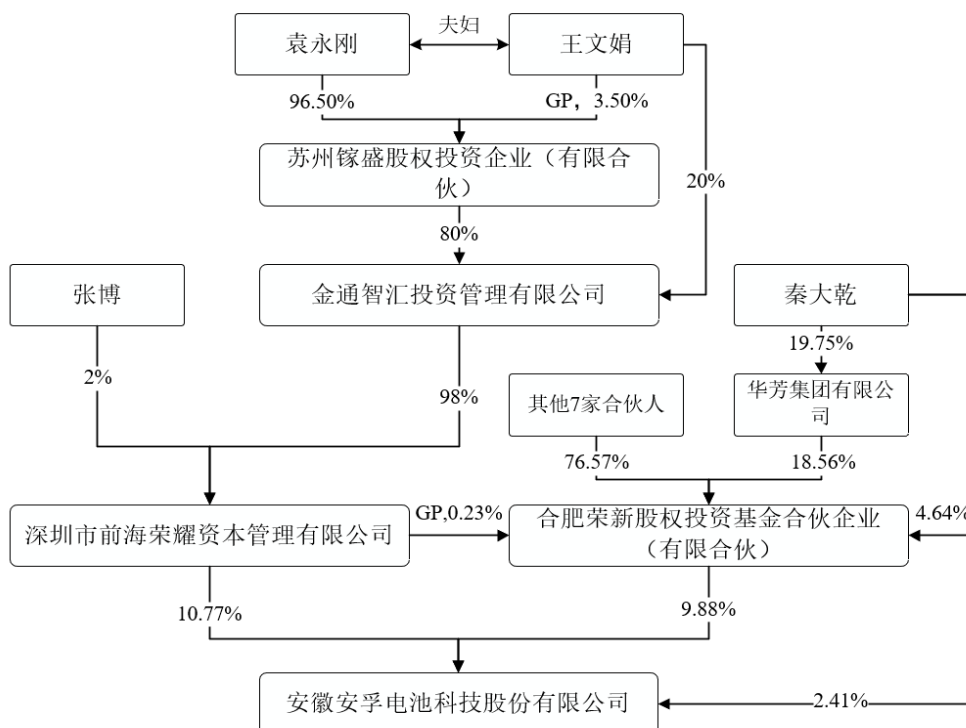 夫妇
袁永刚
王文娟
96.50%
GP，3.50%
苏州镓盛股权投资企业（有限合
伙）
20%
80%
张博
金通智汇投资管理有限公司
秦大乾
19.75%
2%
98%
其他7家合伙人
华芳集团有限公
司
76.57%
18.56%
深圳市前海荣耀资本管理有限公司
GP,0.23%
合肥荣新股权投资基金合伙企业
（有限合伙）
4.64%
10.77%
9.88%
安徽安孚电池科技股份有限公司
2.41%